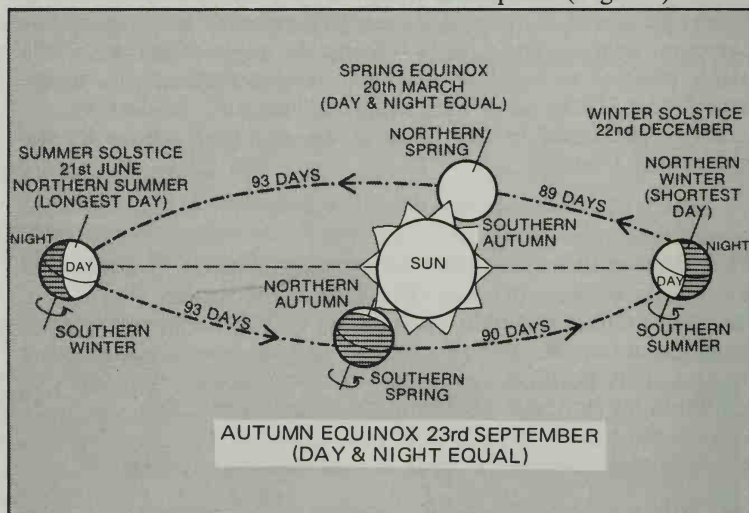 SPRING EQUINOX
20th MARCH
(DAY & NIGHT EQUAL)
NORTHERN
SPRING
WINTER SOLSTICE
22nd DECEMBER
NORTHERN
WINTER
(SHORTEST
DAY)
SUMMER SOLSTICE
21st JUNE
NORTHERN SUMMER
(LONGEST DAY)
93 DAYS
89 DAYS
SOUTHERN
AUTUMN
NIGHT
DAY
SUN
DAY
NIGHT
NORTHERN
AUTUMN
93 DAYS
90 DAYS
SOUTHERN
WINTER
SOUTHERN
SUMMER
SOUTHERN
SPRING
AUTUMN EQUINOX 23rd SEPTEMBER
(DAY & NIGHT EQUAL)